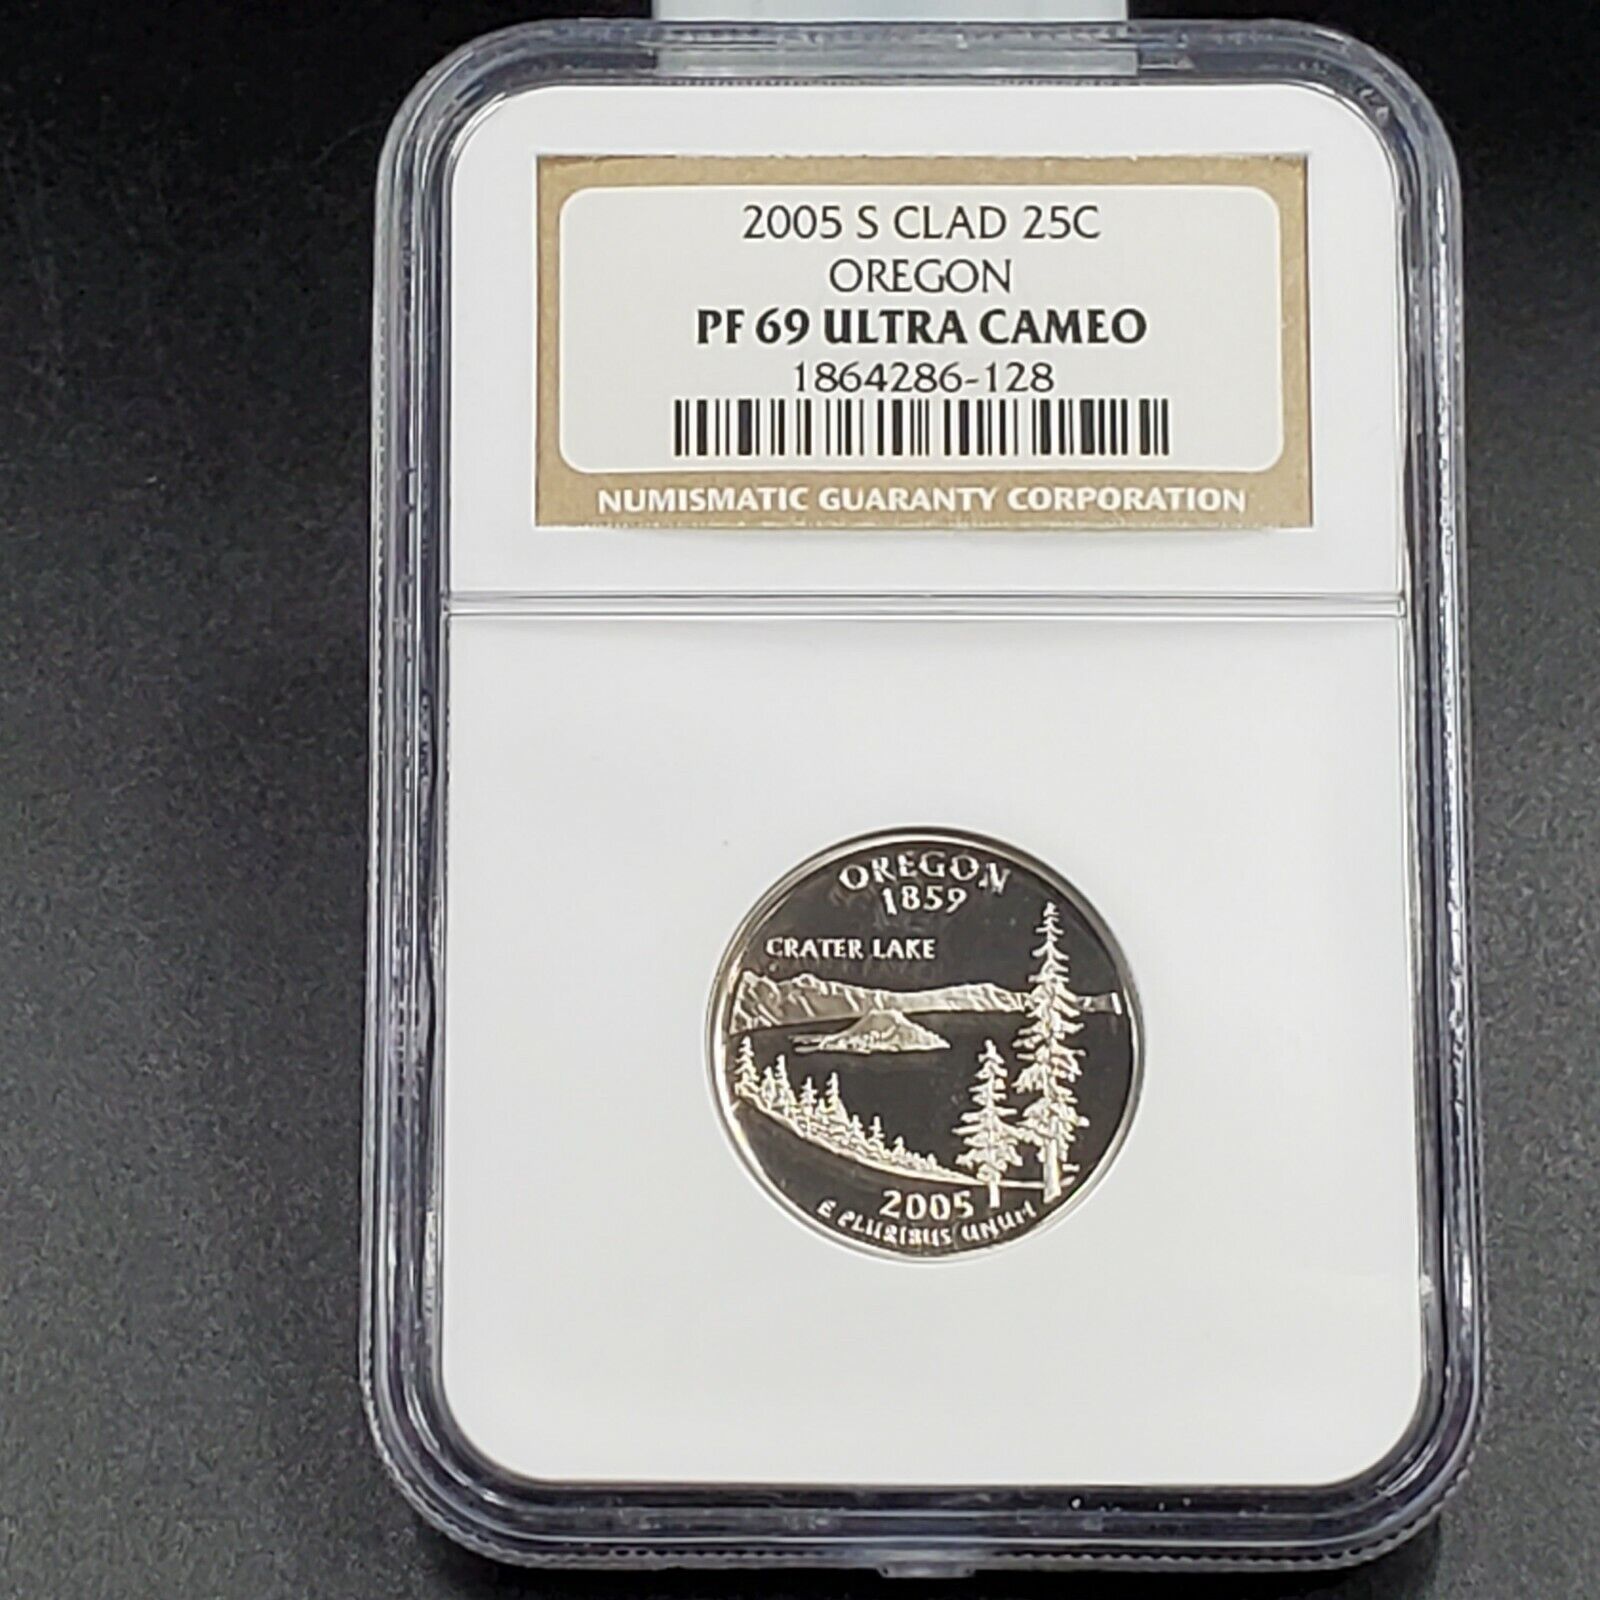 2005 S CLAD 25C
OREGON
PF 69 ULTRA CAMEO
1864286-128
NUMISMATIC GUARANTY CORPORATION
OREGON
1859
CRATER LAKE
2005
E PLURIBUS UNUM